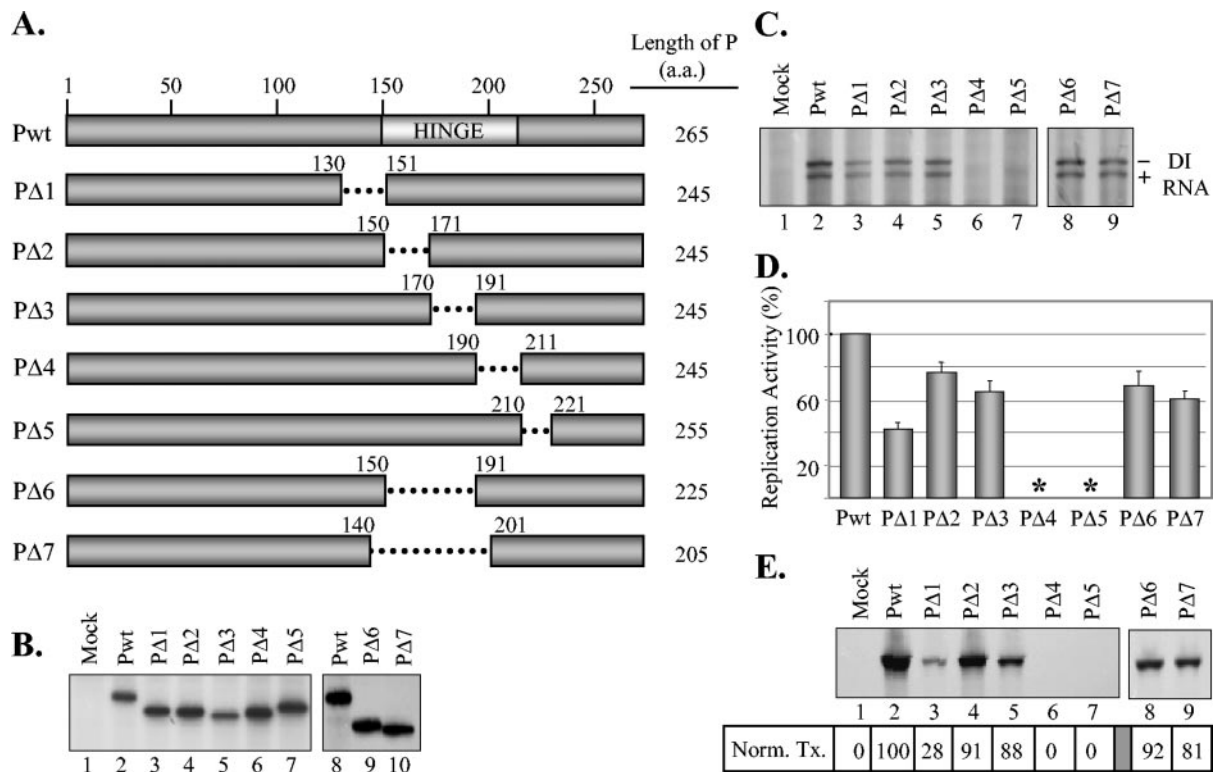 A.
Length of P
(a.a.)
1 50 100 150 200 250
Pwt HINGE 265
PΔ1 130 151 245
PΔ2 150 171 245
PΔ3 170 191 245
PΔ4 190 211 245
PΔ5 210 221 255
PΔ6 150 191 225
PΔ7 140 201 205
B.
Mock Pwt PΔ1 PΔ2 PΔ3 PΔ4 PΔ5 Pwt PΔ6 PΔ7
1 2 3 4 5 6 7 8 9 10
C.
Mock Pwt PΔ1 PΔ2 PΔ3 PΔ4 PΔ5 PΔ6 PΔ7
– DI
+ RNA
1 2 3 4 5 6 7 8 9
D.
Replication Activity (%)
100
60
20
* *
Pwt PΔ1 PΔ2 PΔ3 PΔ4 PΔ5 PΔ6 PΔ7
E.
Mock Pwt PΔ1 PΔ2 PΔ3 PΔ4 PΔ5 PΔ6 PΔ7
1 2 3 4 5 6 7 8 9
Norm. Tx. 0 100 28 91 88 0 0 92 81